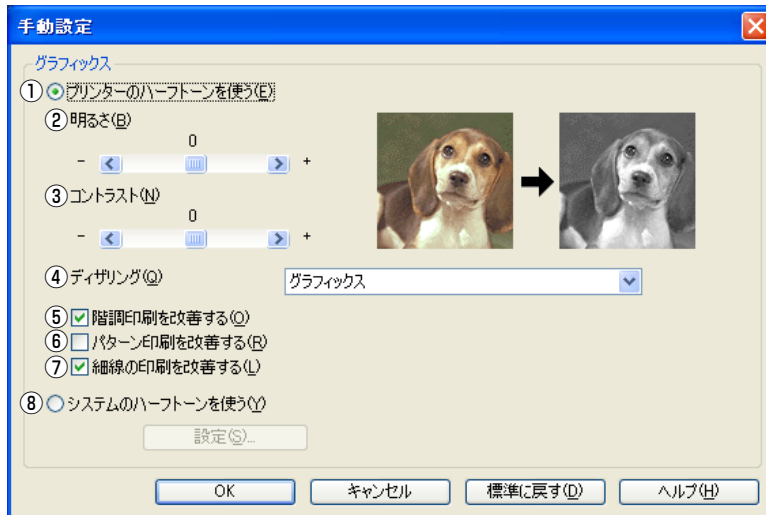 手動設定
グラフィックス
① プリンターのハーフトーンを使う(E)
② 明るさ(B)
0
- +
③ コントラスト(N)
0
- +
④ ディザリング(Q) グラフィックス
⑤ 階調印刷を改善する(O)
⑥ パターン印刷を改善する(R)
⑦ 細線の印刷を改善する(L)
⑧ システムのハーフトーンを使う(Y)
設定(S)...
OK キャンセル 標準に戻す(D) ヘルプ(H)